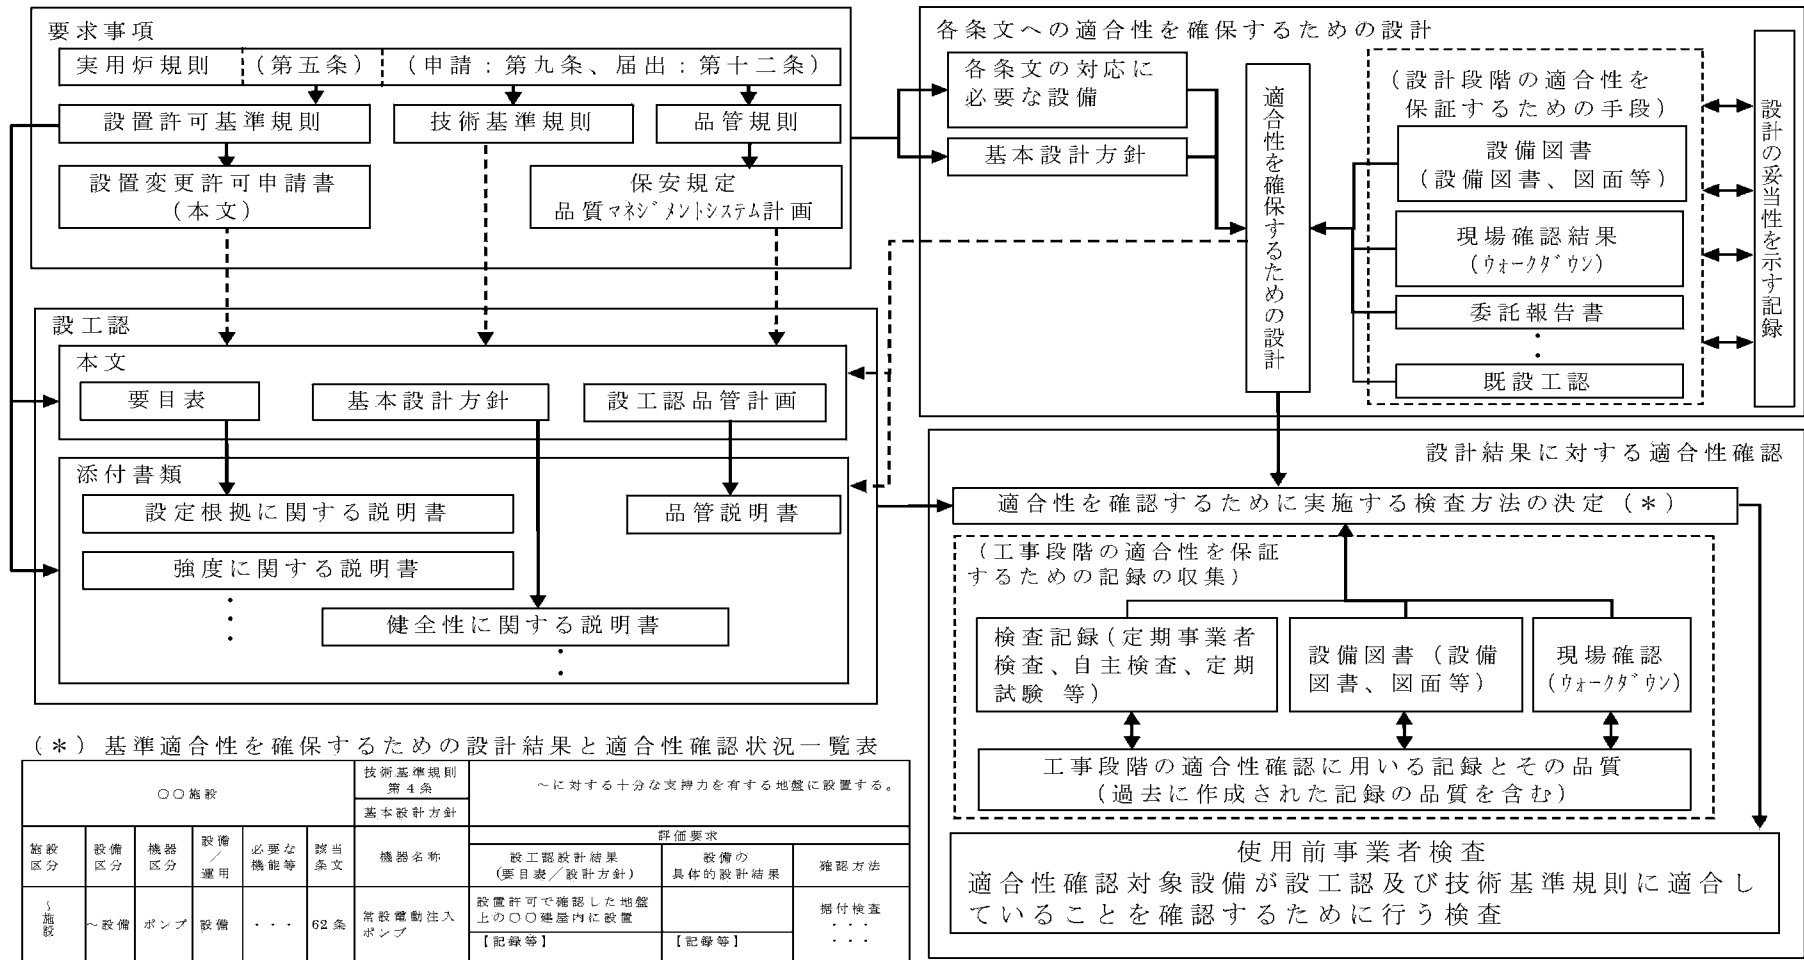 要求事項
実用炉規則
(第五条)
(申請:第九条、届出:第十二条)
設置許可基準規則
技術基準規則
品管規則
設置変更許可申請書
(本文)
保安規定
品質マネジメントシステム計画
設工認
本文
要目表
基本設計方針
設工認品管計画
添付書類
設定根拠に関する説明書
品管説明書
強度に関する説明書
・
・
・
健全性に関する説明書
・
・
各条文への適合性を確保するための設計
各条文の対応に
必要な設備
基本設計方針
適合性を確保するための設計
(設計段階の適合性を
保証するための手段)
設備図書
(設備図書、図面等)
現場確認結果
(ウォークダウン)
委託報告書
・
・
既設工認
設計の妥当性を示す記録
設計結果に対する適合性確認
適合性を確認するために実施する検査方法の決定(*)
(工事段階の適合性を保証
するための記録の収集)
検査記録(定期事業者
検査、自主検査、定期
試験 等)
設備図書(設備
図書、図面等)
現場確認
(ウォークダウン)
工事段階の適合性確認に用いる記録とその品質
(過去に作成された記録の品質を含む)
使用前事業者検査
適合性確認対象設備が設工認及び技術基準規則に適合し
ていることを確認するために行う検査
(*)基準適合性を確保するための設計結果と適合性確認状況一覧表
○○施設
技術基準規則
第4条
~に対する十分な支持力を有する地盤に設置する。
基本設計方針
施設
区分
設備
区分
機器
区分
設備
/
運用
必要な
機能等
該当
条文
機器名称
評価要求
設工認設計結果
(要目表/設計方針)
設備の
具体的設計結果
確認方法
~施設
~設備
ポンプ
設備
・・・
62条
常設電動注入
ポンプ
設置許可で確認した地盤
上の○○建屋内に設置
【記録等】
【記録等】
据付検査
・・・
・・・